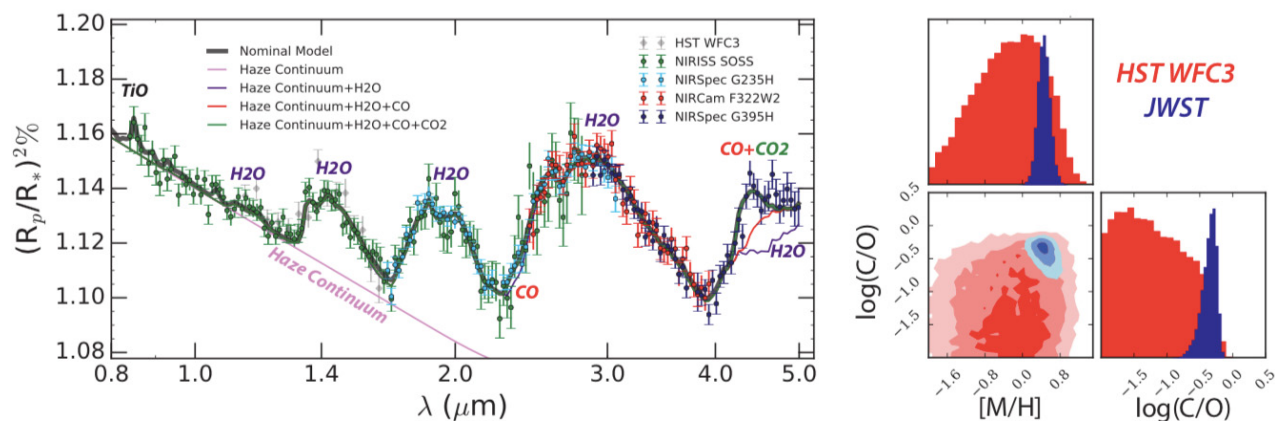 1.20
1.18
1.16
1.14
1.12
1.10
1.08
(Rp/R*)²%
Nominal Model
Haze Continuum
Haze Continuum+H2O
Haze Continuum+H2O+CO
Haze Continuum+H2O+CO+CO2
HST WFC3
NIRISS SOSS
NIRSpec G235H
NIRCam F322W2
NIRSpec G395H
TiO
H2O
H2O
H2O
H2O
CO+CO2
H2O
CO
Haze Continuum
0.8 1.0 1.4 2.0 3.0 4.0 5.0
λ (μm)
HST WFC3
JWST
0.5
0.0
-0.5
-1.0
-1.5
log(C/O)
-1.6 -0.8 0.0 0.8
[M/H]
-1.5 -1.0 -0.5 0.0 0.5
log(C/O)